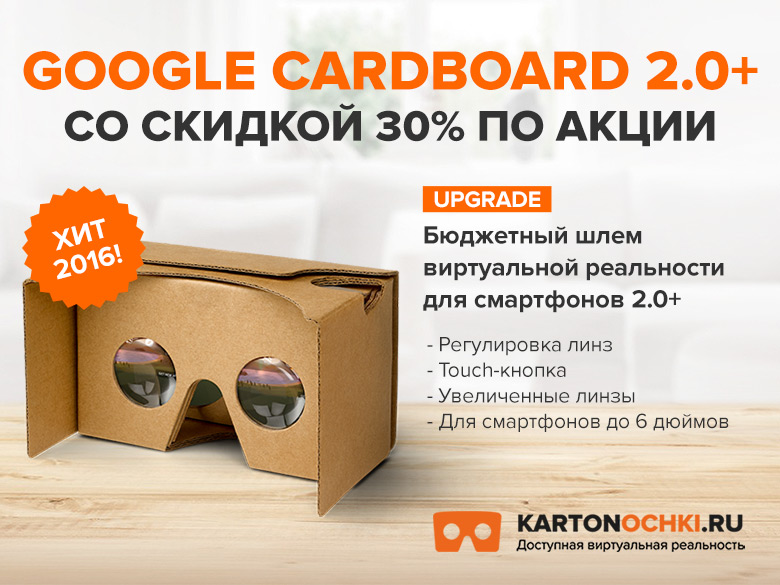 GOOGLE CARDBOARD 2.0+
СО СКИДКОЙ 30% ПО АКЦИИ
ХИТ
2016!
UPGRADE
Бюджетный шлем
виртуальной реальности
для смартфонов 2.0+
- Регулировка линз
- Touch-кнопка
- Увеличенные линзы
- Для смартфонов до 6 дюймов
KARTONOCHKI.RU
Доступная виртуальная реальность